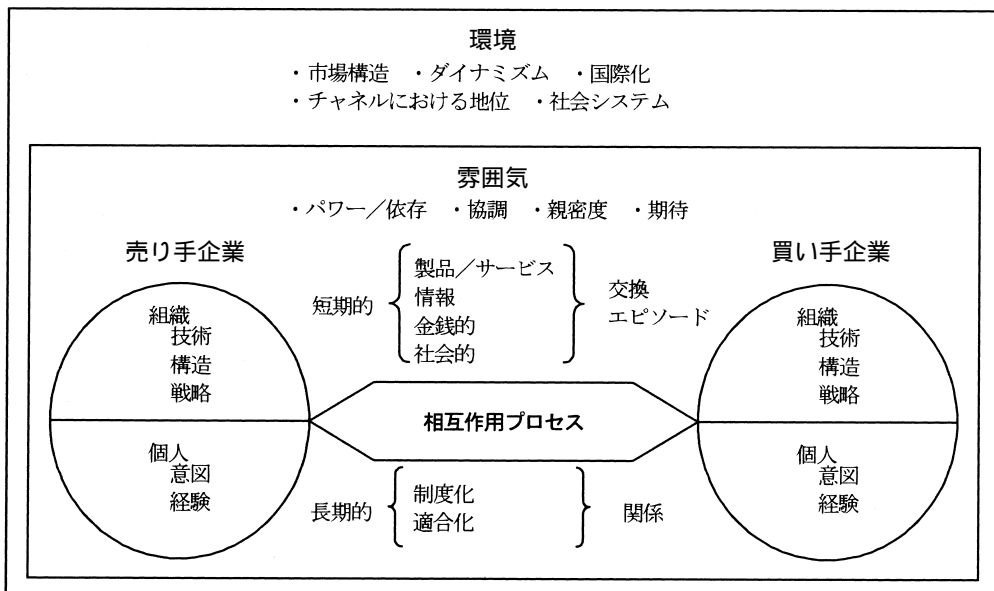 環境
・市場構造 ・ダイナミズム ・国際化
・チャネルにおける地位 ・社会システム
雰囲気
・パワー／依存 ・協調 ・親密度 ・期待
売り手企業
組織
技術
構造
戦略
個人
意図
経験
短期的
製品／サービス
情報
金銭的
社会的
交換
エピソード
相互作用プロセス
長期的
制度化
適合化
関係
買い手企業
組織
技術
構造
戦略
個人
意図
経験